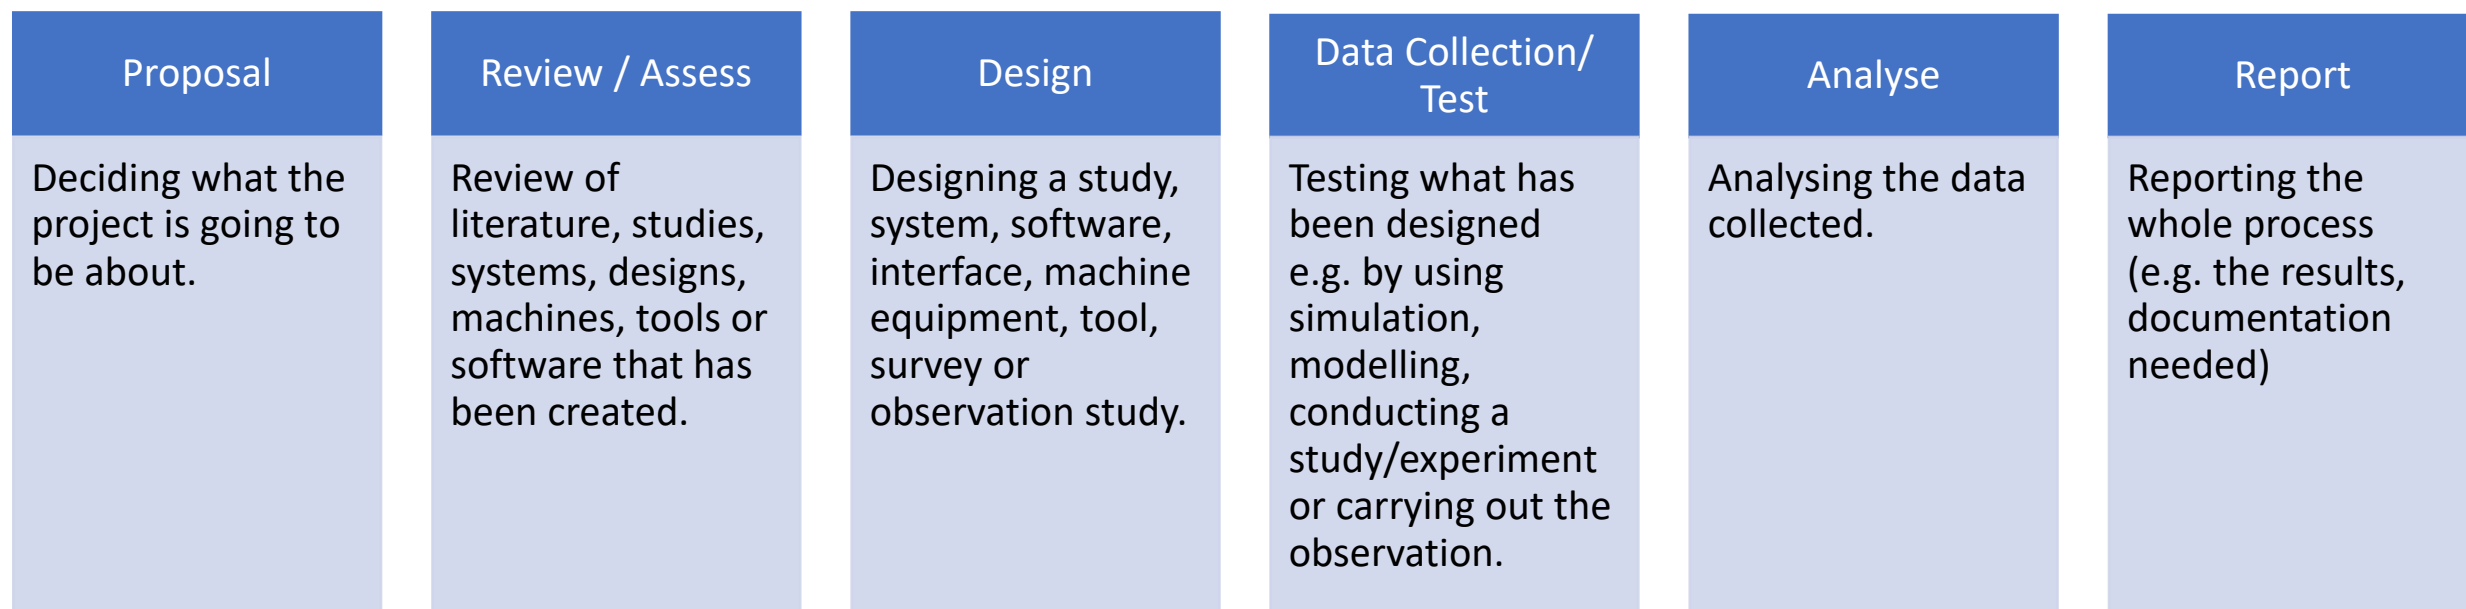 Proposal
Deciding what the
project is going to
be about.
Review / Assess
Review of
literature, studies,
systems, designs,
machines, tools or
software that has
been created.
Design
Designing a study,
system, software,
interface, machine
equipment, tool,
survey or
observation study.
Data Collection/
Test
Testing what has
been designed
e.g. by using
simulation,
modelling,
conducting a
study/experiment
or carrying out the
observation.
Analyse
Analysing the data
collected.
Report
Reporting the
whole process
(e.g. the results,
documentation
needed)